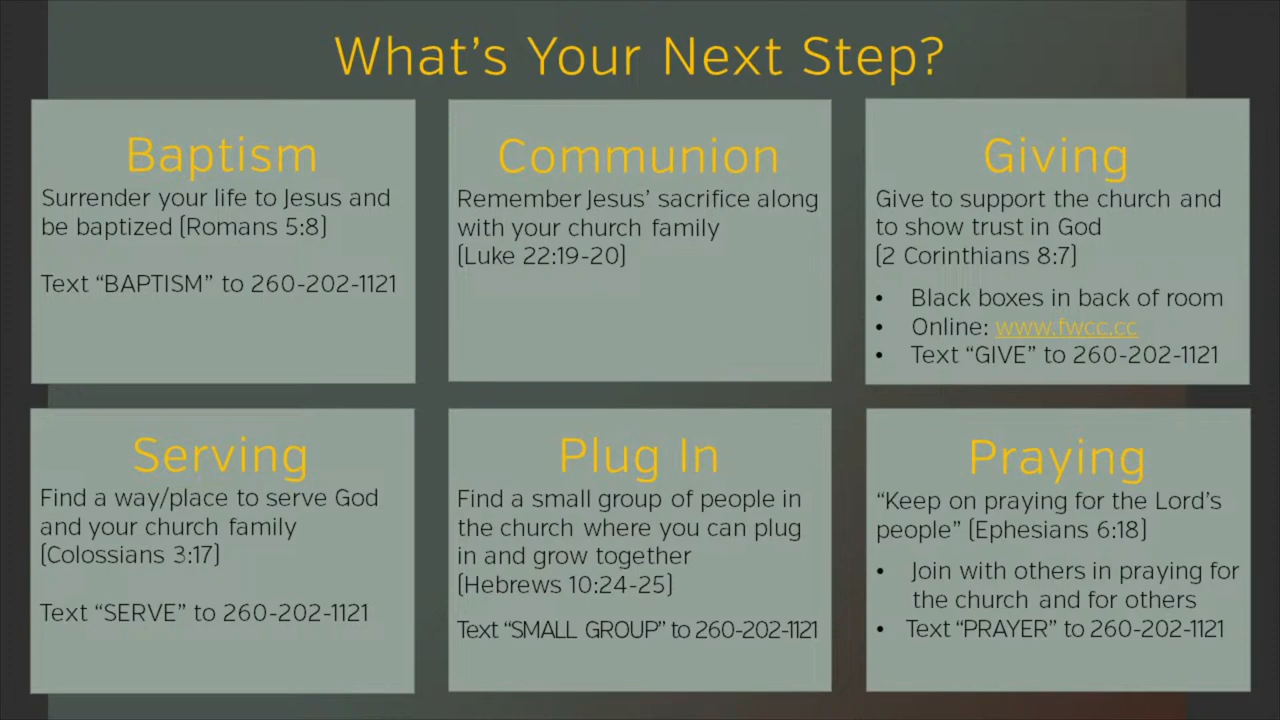 What's Your Next Step?
Baptism
Surrender your life to Jesus and
be baptized (Romans 5:8)
Text “BAPTISM” to 260-202-1121
Communion
Remember Jesus’ sacrifice along
with your church family
(Luke 22:19-20)
Giving
Give to support the church and
to show trust in God
(2 Corinthians 8:7)
• Black boxes in back of room
• Online: www.fwcc.cc
• Text “GIVE” to 260-202-1121
Serving
Find a way/place to serve God
and your church family
(Colossians 3:17)
Text “SERVE” to 260-202-1121
Plug In
Find a small group of people in
the church where you can plug
in and grow together
(Hebrews 10:24-25)
Text “SMALL GROUP” to 260-202-1121
Praying
“Keep on praying for the Lord’s
people” (Ephesians 6:18)
• Join with others in praying for
the church and for others
• Text “PRAYER” to 260-202-1121